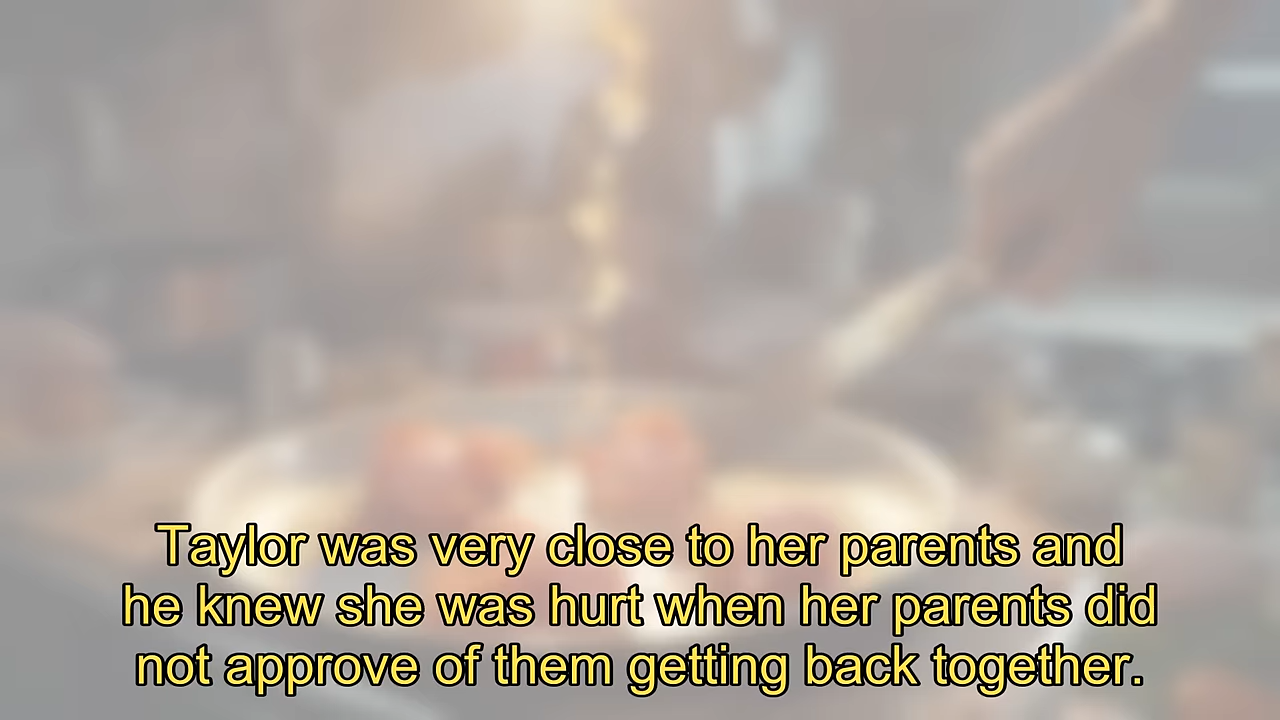 Taylor was very close to her parents and
he knew she was hurt when her parents did
not approve of them getting back together.